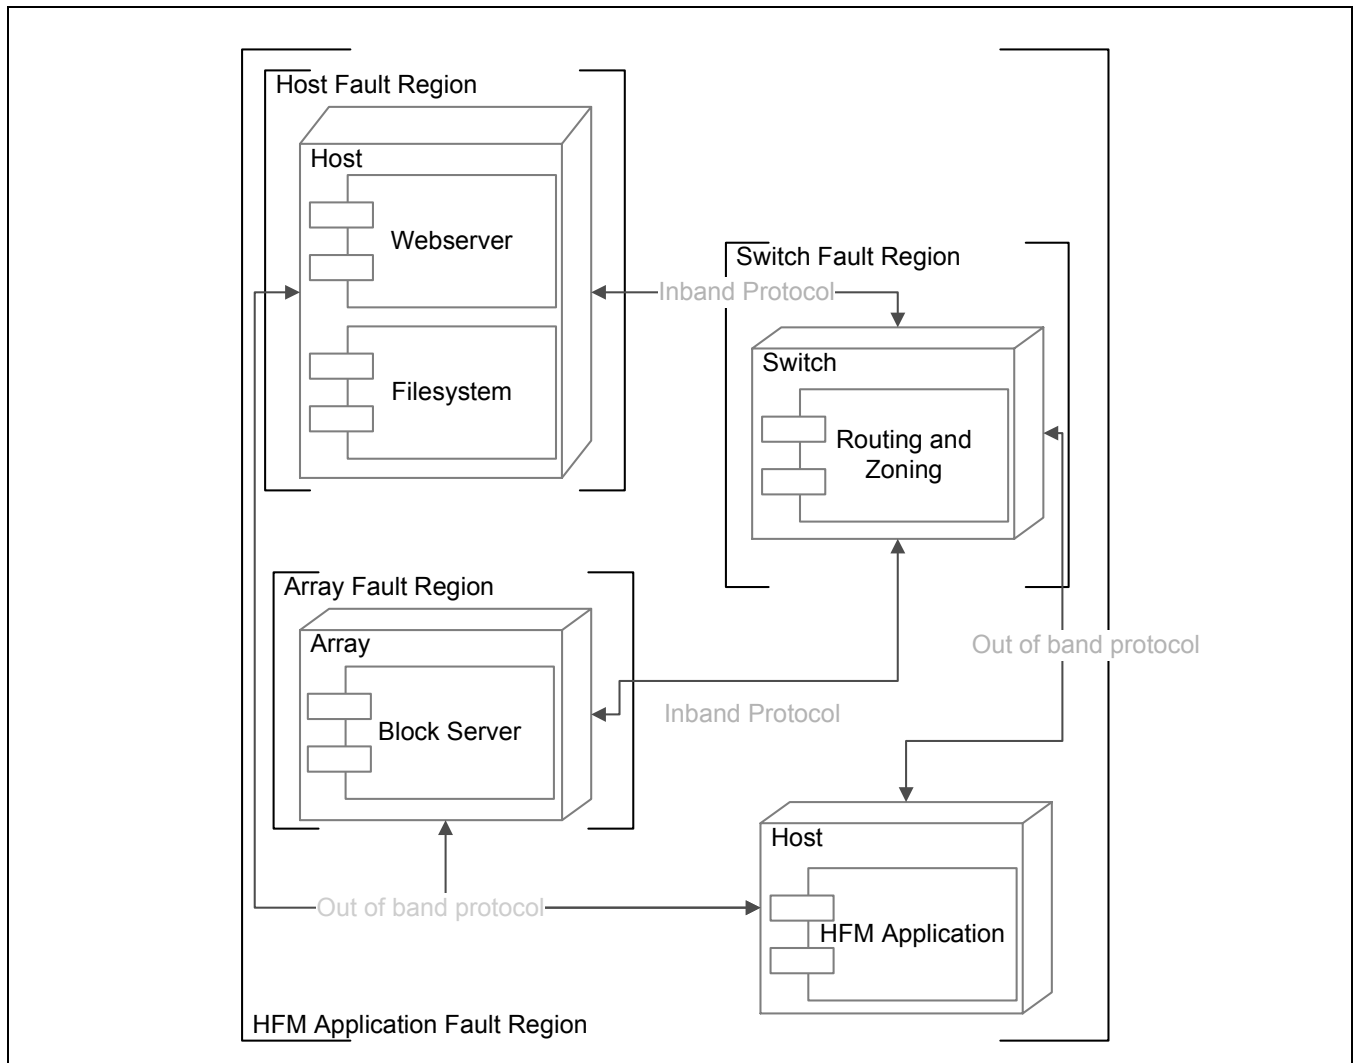 Host Fault Region
Host
Webserver
Filesystem
Switch Fault Region
Inband Protocol
Switch
Routing and
Zoning
Array Fault Region
Array
Block Server
Out of band protocol
Inband Protocol
Host
HFM Application
Out of band protocol
HFM Application Fault Region